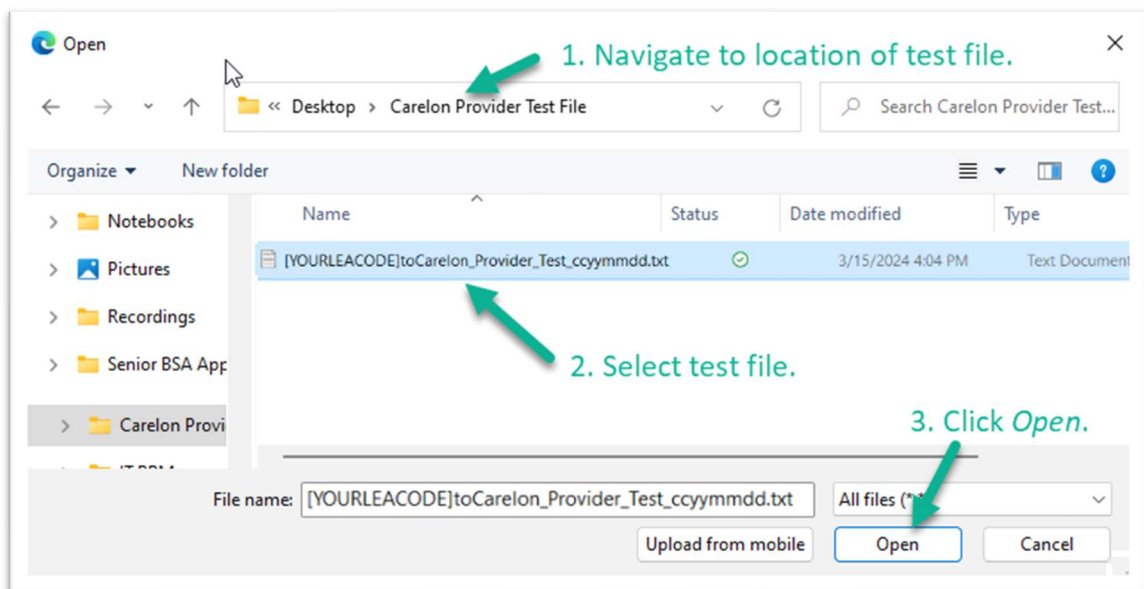 Open
1. Navigate to location of test file.
« Desktop > Carelon Provider Test File
Search Carelon Provider Test...
Organize
New folder
Name
Status
Date modified
Type
Notebooks
[YOURLEACODE]toCarelon_Provider_Test_ccyymmdd.txt
3/15/2024 4:04 PM
Text Document
Pictures
Recordings
2. Select test file.
Senior BSA App
Carelon Provi
3. Click Open.
File name:
[YOURLEACODE]toCarelon_Provider_Test_ccyymmdd.txt
All files (*.*
Upload from mobile
Open
Cancel